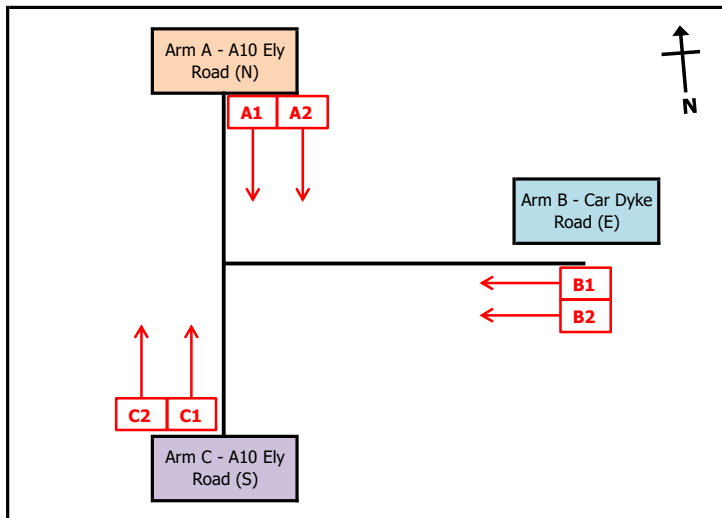 Arm A - A10 Ely
Road (N)
A1 A2
N
Arm B - Car Dyke
Road (E)
B1
B2
C2 C1
Arm C - A10 Ely
Road (S)